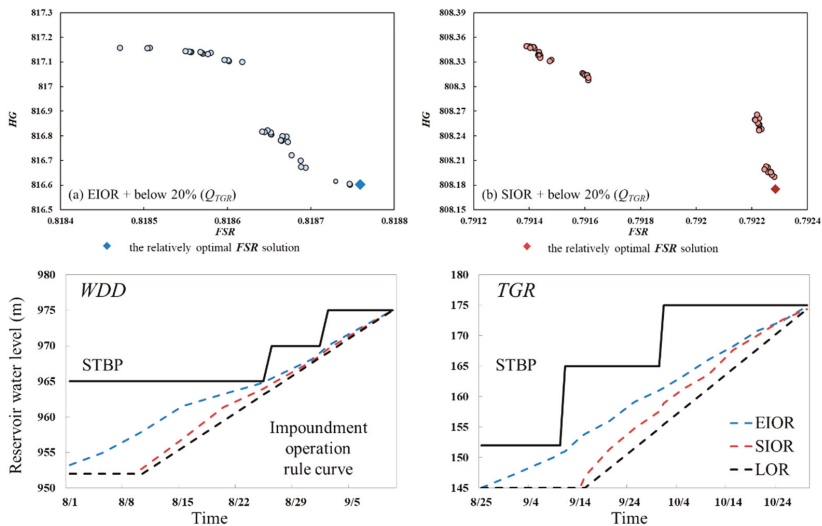 817.3
817.2
817.1
817
816.8
816.7
816.6
816.5
HG
(a) EIOR + below 20% (QTGR)
0.8184
0.8185
0.8186
0.8187
0.8188
FSR
the relatively optimal FSR solution
808.39
808.36
808.33
808.3
808.27
808.24
808.21
808.18
808.15
HG
(b) SIOR + below 20% (QTGR)
0.7912
0.7914
0.7916
0.7918
0.792
0.7922
0.7924
FSR
the relatively optimal FSR solution
Reservoir water level (m)
980
975
970
965
960
955
950
WDD
STBP
Impoundment
operation
rule curve
8/1
8/8
8/15
8/22
8/29
9/5
Time
180
175
170
165
160
155
150
145
TGR
STBP
EIOR
SIOR
LOR
8/25
9/4
9/14
9/24
10/4
10/14
10/24
Time